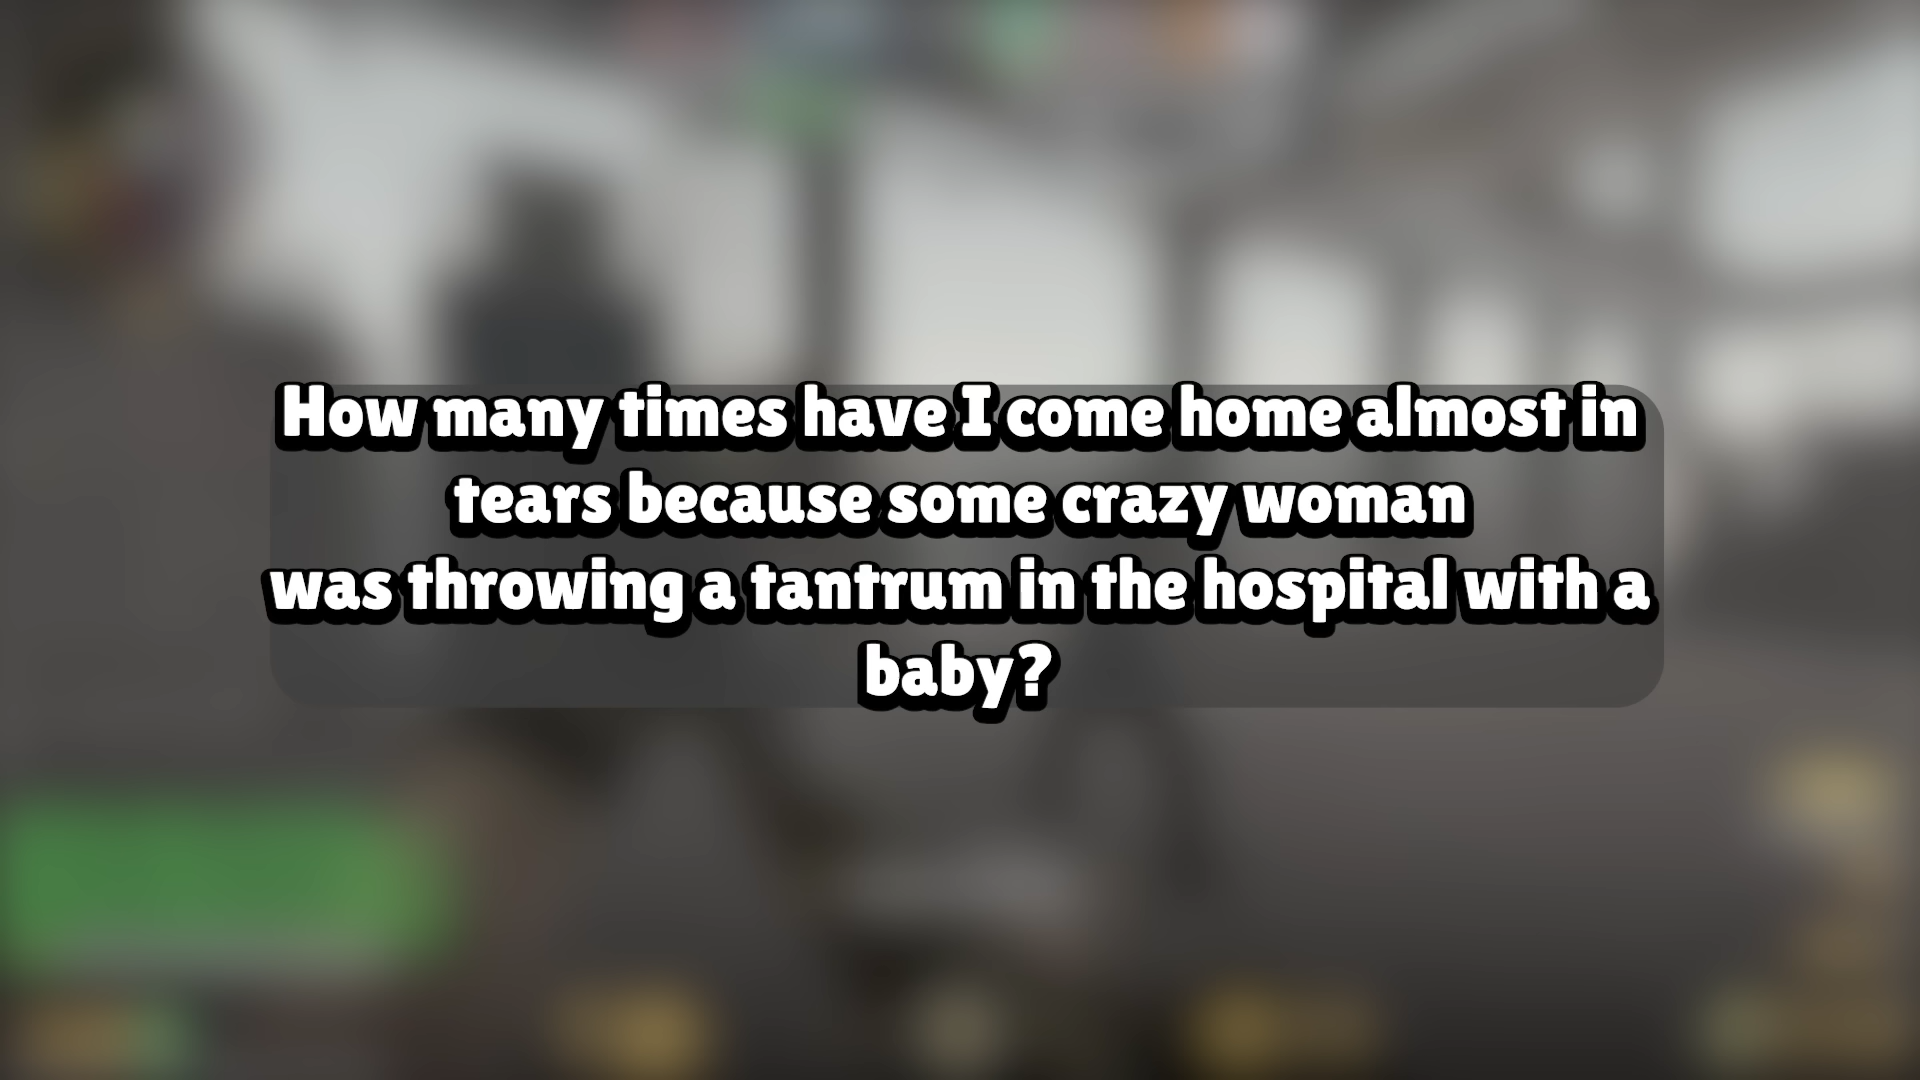 How many times have I come home almost in
tears because some crazy woman
was throwing a tantrum in the hospital with a
baby?